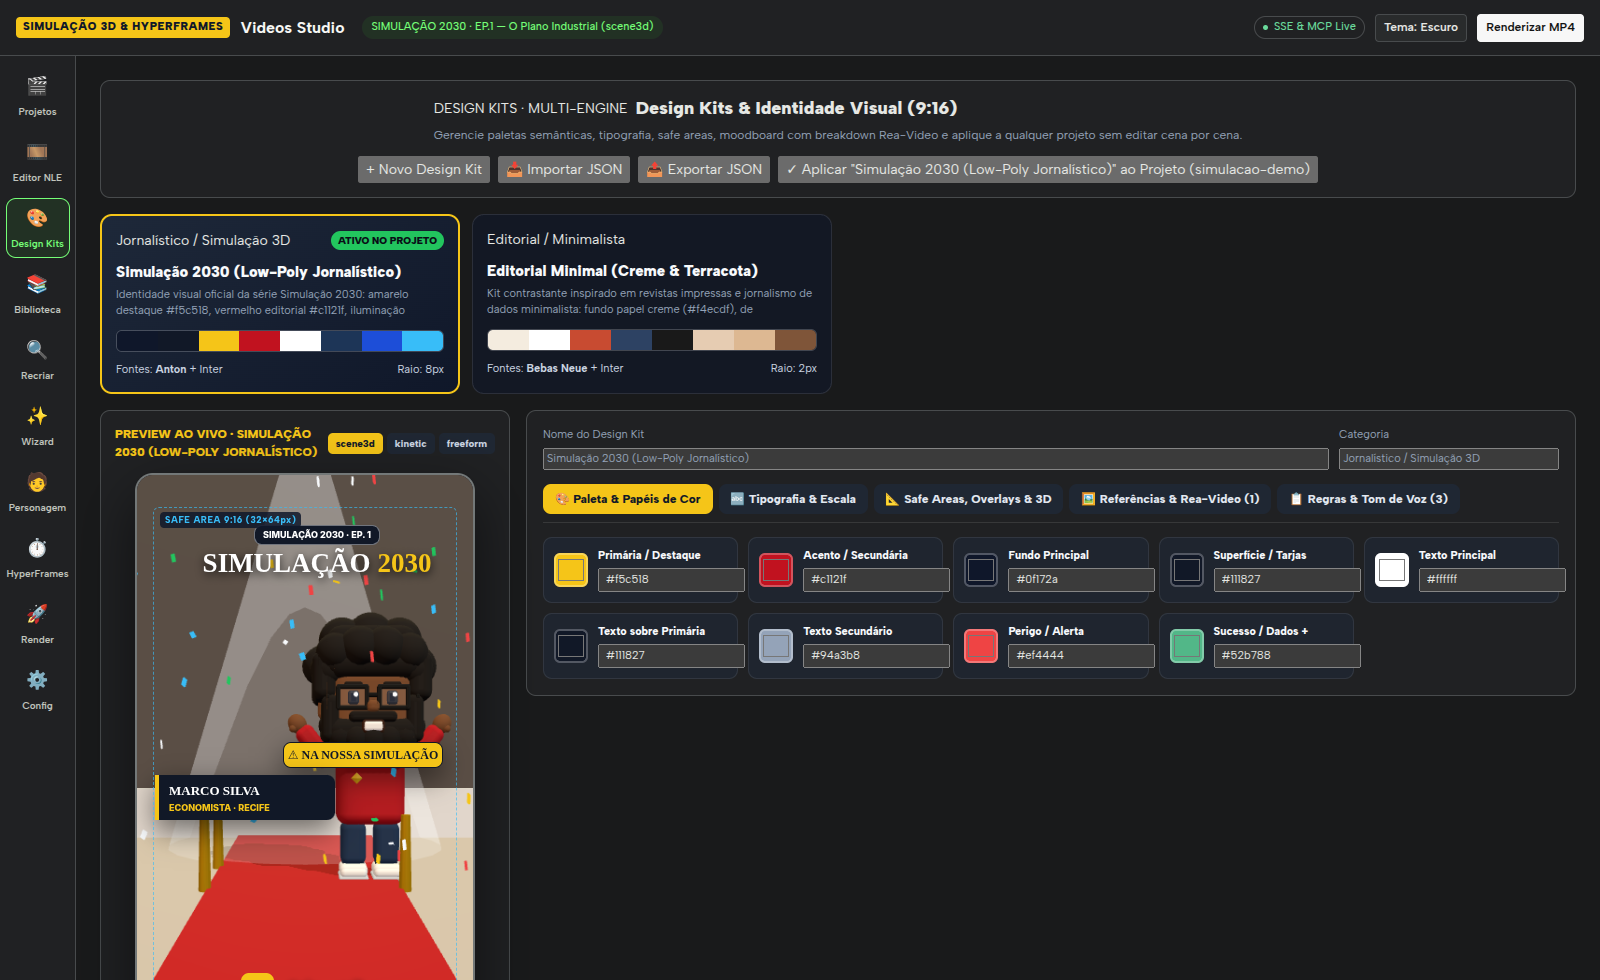 SIMULAÇÃO 3D & HYPERFRAMES
Videos Studio
SIMULAÇÃO 2030 · EP.1 — O Plano Industrial (scene3d)
SSE & MCP Live
Tema: Escuro
Renderizar MP4
Projetos
Editor NLE
Design Kits
Biblioteca
Recriar
Wizard
Personagem
HyperFrames
Render
Config
DESIGN KITS · MULTI-ENGINE Design Kits & Identidade Visual (9:16)
Gerencie paletas semânticas, tipografia, safe areas, moodboard com breakdown Rea-Video e aplique a qualquer projeto sem editar cena por cena.
+ Novo Design Kit
Importar JSON
Exportar JSON
✓ Aplicar "Simulação 2030 (Low-Poly Jornalístico)" ao Projeto (simulacao-demo)
Jornalístico / Simulação 3D
ATIVO NO PROJETO
Simulação 2030 (Low-Poly Jornalístico)
Identidade visual oficial da série Simulação 2030: amarelo
destaque #f5c518, vermelho editorial #c1121f, iluminação
Fontes: Anton + Inter
Raio: 8px
Editorial / Minimalista
Editorial Minimal (Creme & Terracota)
Kit contrastante inspirado em revistas impressas e jornalismo de
dados minimalista: fundo papel creme (#f4ecdf), de
Fontes: Bebas Neue + Inter
Raio: 2px
PREVIEW AO VIVO · SIMULAÇÃO
2030 (LOW-POLY JORNALÍSTICO)
scene3d
kinetic
freeform
SAFE AREA 9:16 (32×64px)
SIMULAÇÃO 2030 · EP. 1
SIMULAÇÃO 2030
⚠ NA NOSSA SIMULAÇÃO
MARCO SILVA
ECONOMISTA · RECIFE
Nome do Design Kit
Simulação 2030 (Low-Poly Jornalístico)
Categoria
Jornalístico / Simulação 3D
Paleta & Papéis de Cor
Tipografia & Escala
Safe Areas, Overlays & 3D
Referências & Rea-Video (1)
Regras & Tom de Voz (3)
Primária / Destaque
#f5c518
Acento / Secundária
#c1121f
Fundo Principal
#0f172a
Superfície / Tarjas
#111827
Texto Principal
#ffffff
Texto sobre Primária
#111827
Texto Secundário
#94a3b8
Perigo / Alerta
#ef4444
Sucesso / Dados +
#52b788